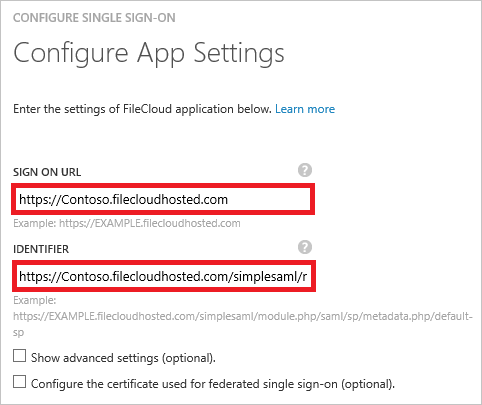 CONFIGURE SINGLE SIGN-ON
Configure App Settings
Enter the settings of FileCloud application below. Learn more
SIGN ON URL ?
https://Contoso.filecloudhosted.com
Example: https://EXAMPLE.filecloudhosted.com
IDENTIFIER ?
https://Contoso.filecloudhosted.com/simplesaml/r
Example:
https://EXAMPLE.filecloudhosted.com/simplesaml/module.php/saml/sp/metadata.php/default-
sp
Show advanced settings (optional).
Configure the certificate used for federated single sign-on (optional).